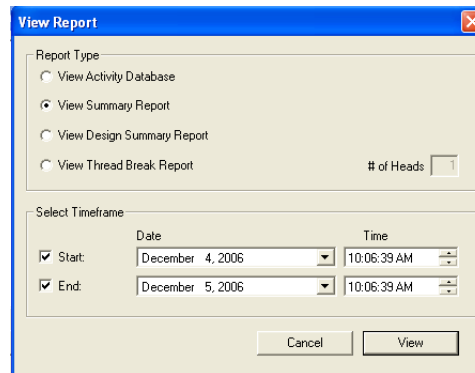 View Report
Report Type
View Activity Database
View Summary Report
View Design Summary Report
View Thread Break Report # of Heads 1
Select Timeframe
Date Time
Start: December 4, 2006 10:06:39 AM
End: December 5, 2006 10:06:39 AM
Cancel View